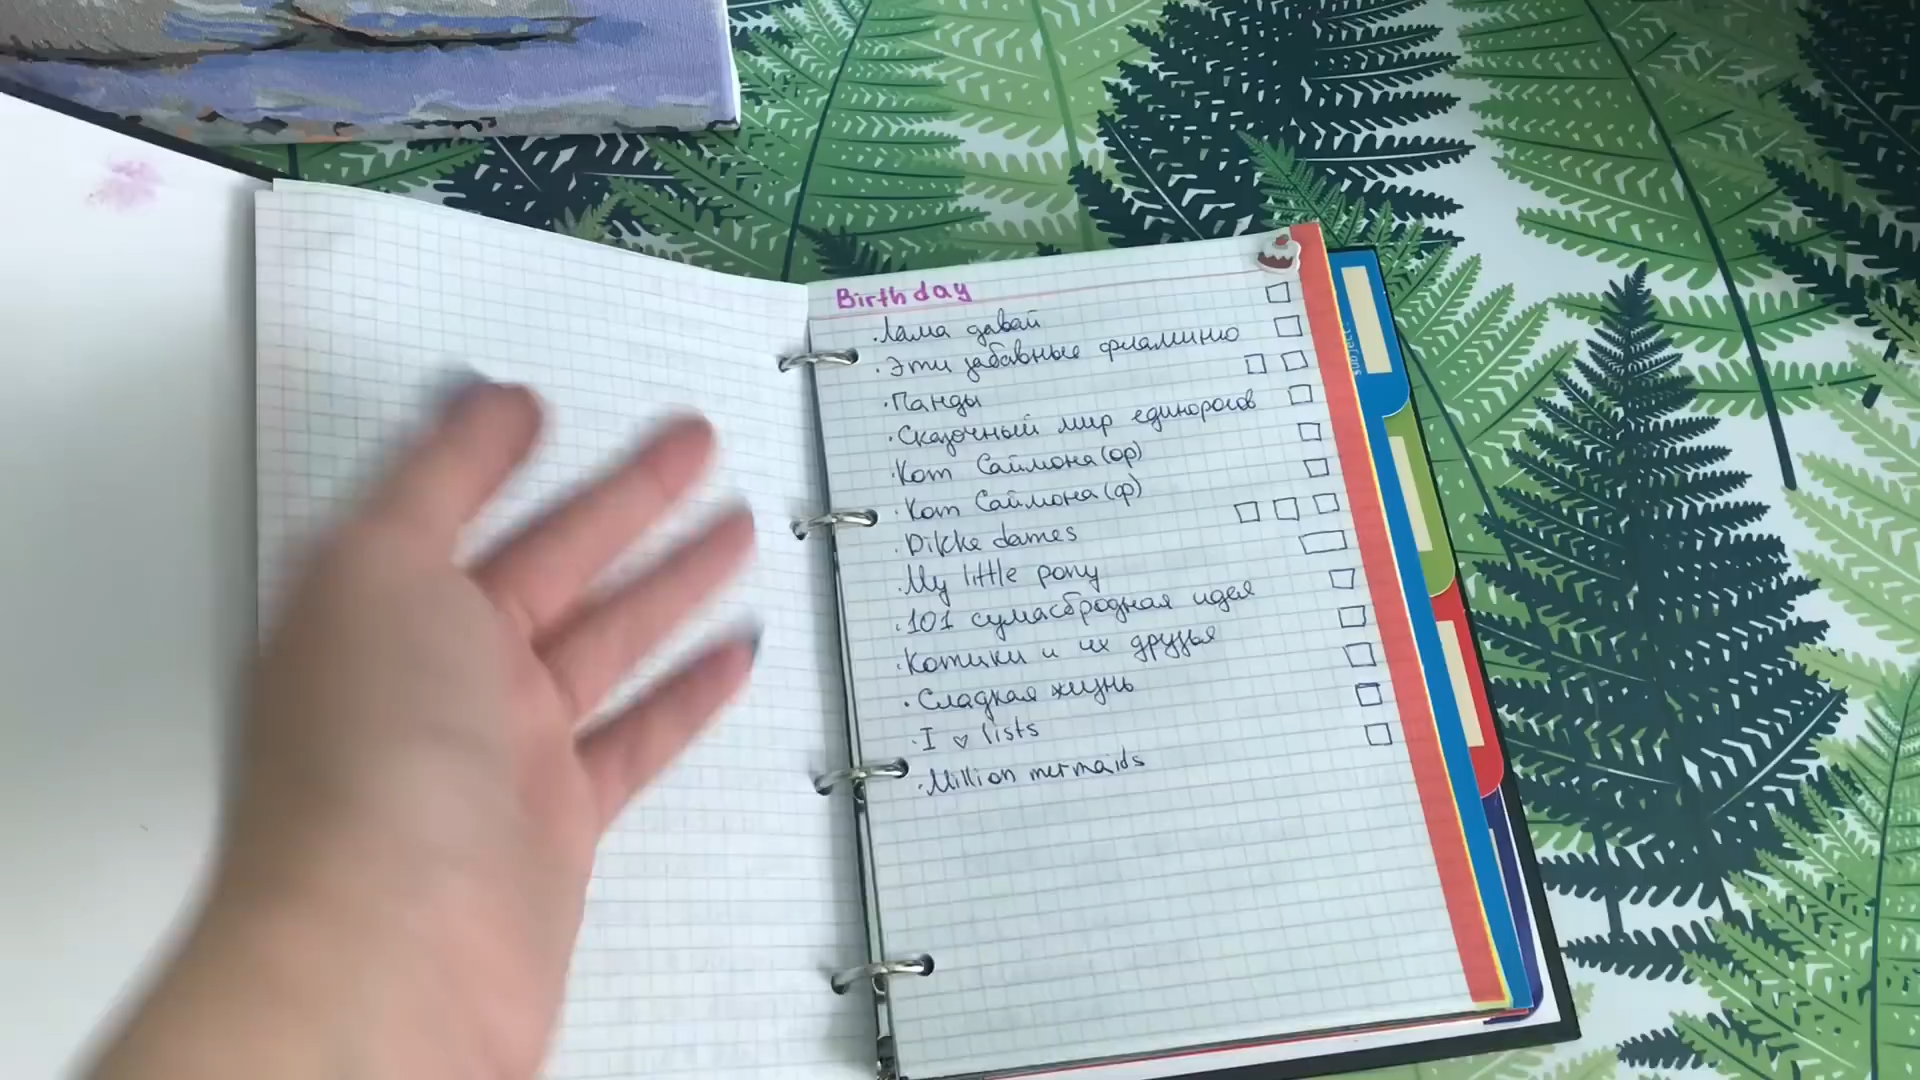 Birthday
·Лама давай
·Эти забавные фламинго
·Панды
·Сказочный мир единорогов
·Кот Саймона (ор)
·Кот Саймона (ф)
·Dikke dames
·My little pony
·101 сумасбродная идея
·Котики и их друзья
·Сладкая жизнь
·I ♡ lists
·Million mermaids
subject: